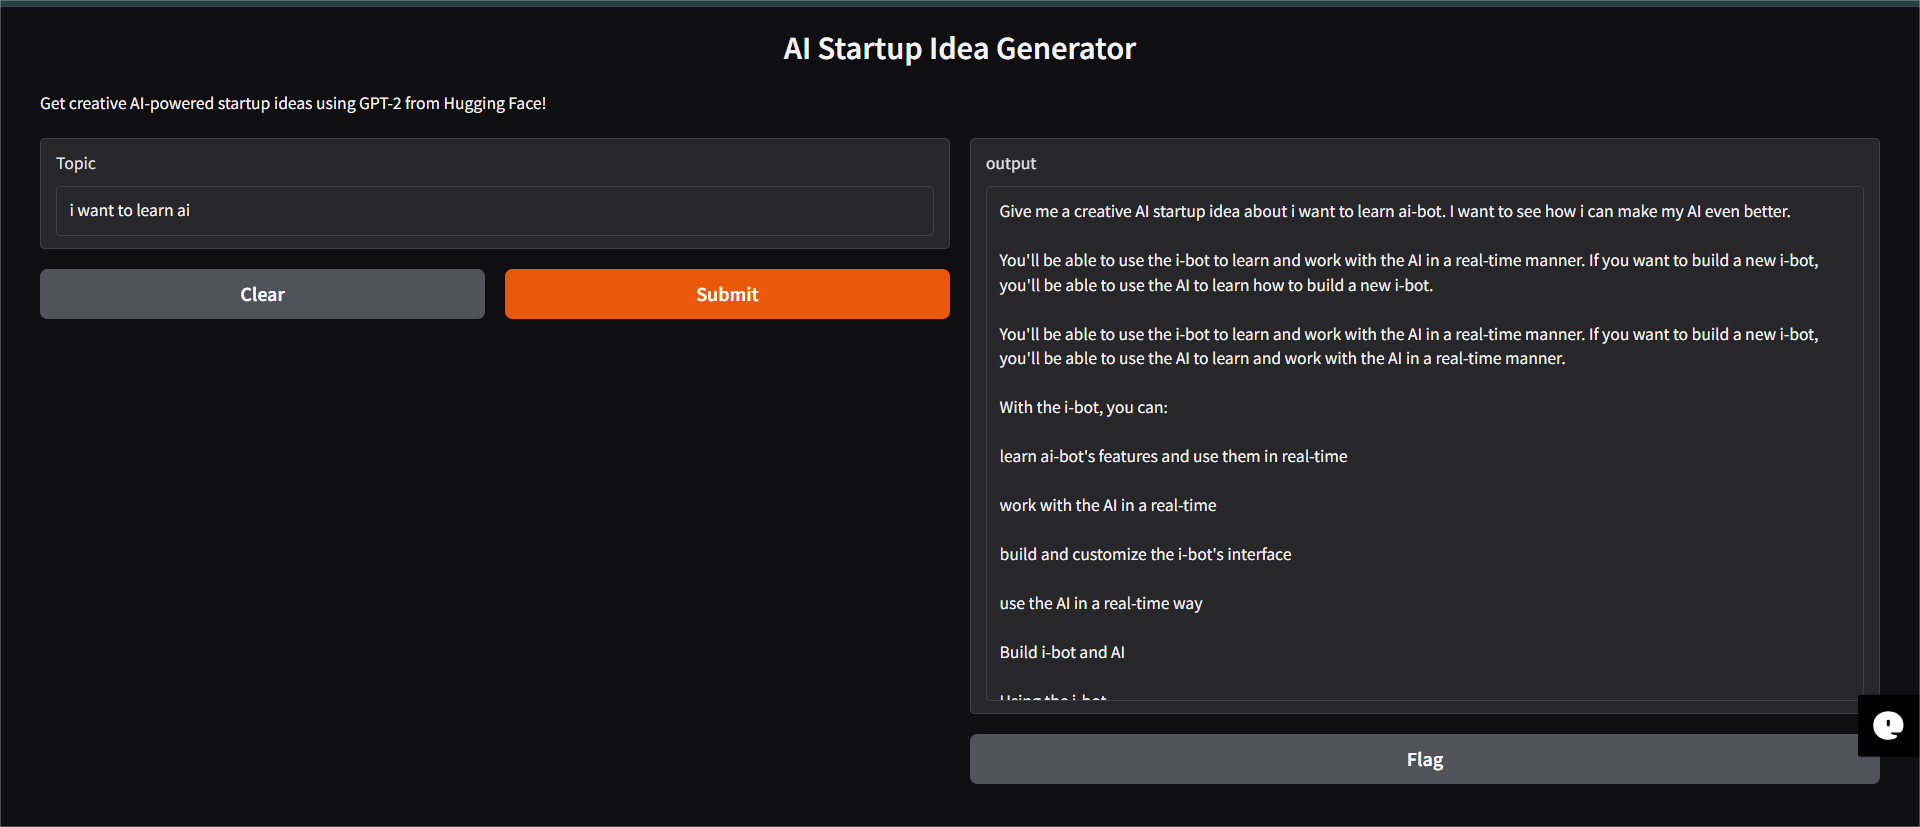 AI Startup Idea Generator
Get creative AI-powered startup ideas using GPT-2 from Hugging Face!
Topic
i want to learn ai
Clear
Submit
output
Give me a creative AI startup idea about i want to learn ai-bot. I want to see how i can make my AI even better.
You'll be able to use the i-bot to learn and work with the AI in a real-time manner. If you want to build a new i-bot,
you'll be able to use the AI to learn how to build a new i-bot.
You'll be able to use the i-bot to learn and work with the AI in a real-time manner. If you want to build a new i-bot,
you'll be able to use the AI to learn and work with the AI in a real-time manner.
With the i-bot, you can:
learn ai-bot's features and use them in real-time
work with the AI in a real-time
build and customize the i-bot's interface
use the AI in a real-time way
Build i-bot and AI
Using the i-bot
Flag